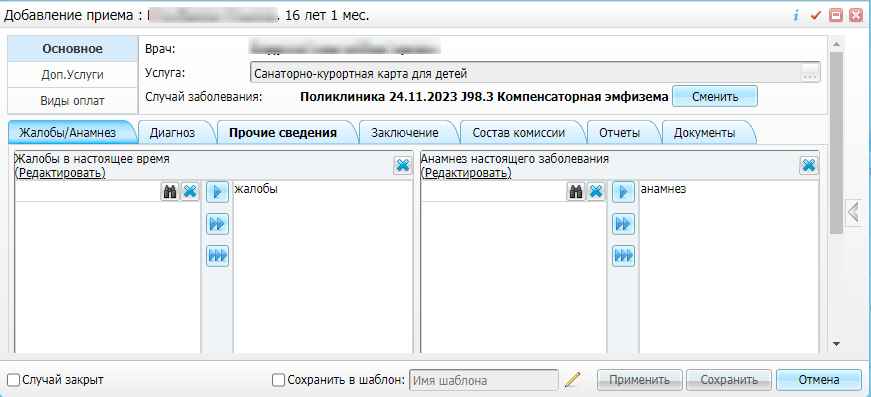 Добавление приема : , 16 лет 1 мес.
Основное
Доп.Услуги
Виды оплат
Врач:
Услуга: Санаторно-курортная карта для детей ...
Случай заболевания: Поликлиника 24.11.2023 J98.3 Компенсаторная эмфизема Сменить
Жалобы/Анамнез Диагноз Прочие сведения Заключение Состав комиссии Отчеты Документы
Жалобы в настоящее время
(Редактировать)
жалобы
Анамнез настоящего заболевания
(Редактировать)
анамнез
Случай закрыт Сохранить в шаблон: Имя шаблона Применить Сохранить Отмена